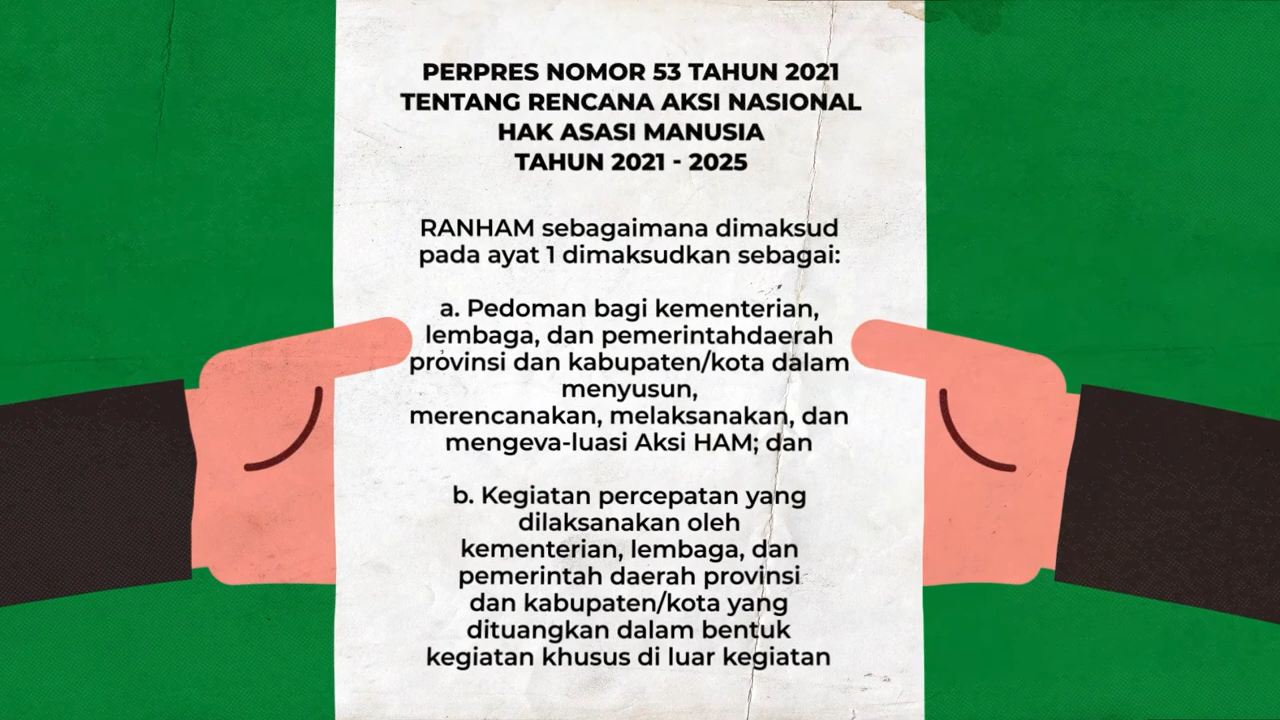 PERPRES NOMOR 53 TAHUN 2021
TENTANG RENCANA AKSI NASIONAL
HAK ASASI MANUSIA
TAHUN 2021 - 2025
RANHAM sebagaimana dimaksud
pada ayat 1 dimaksudkan sebagai:
a. Pedoman bagi kementerian,
lembaga, dan pemerintahdaerah
provinsi dan kabupaten/kota dalam
menyusun,
merencanakan, melaksanakan, dan
mengeva-luasi Aksi HAM; dan
b. Kegiatan percepatan yang
dilaksanakan oleh
kementerian, lembaga, dan
pemerintah daerah provinsi
dan kabupaten/kota yang
dituangkan dalam bentuk
kegiatan khusus di luar kegiatan